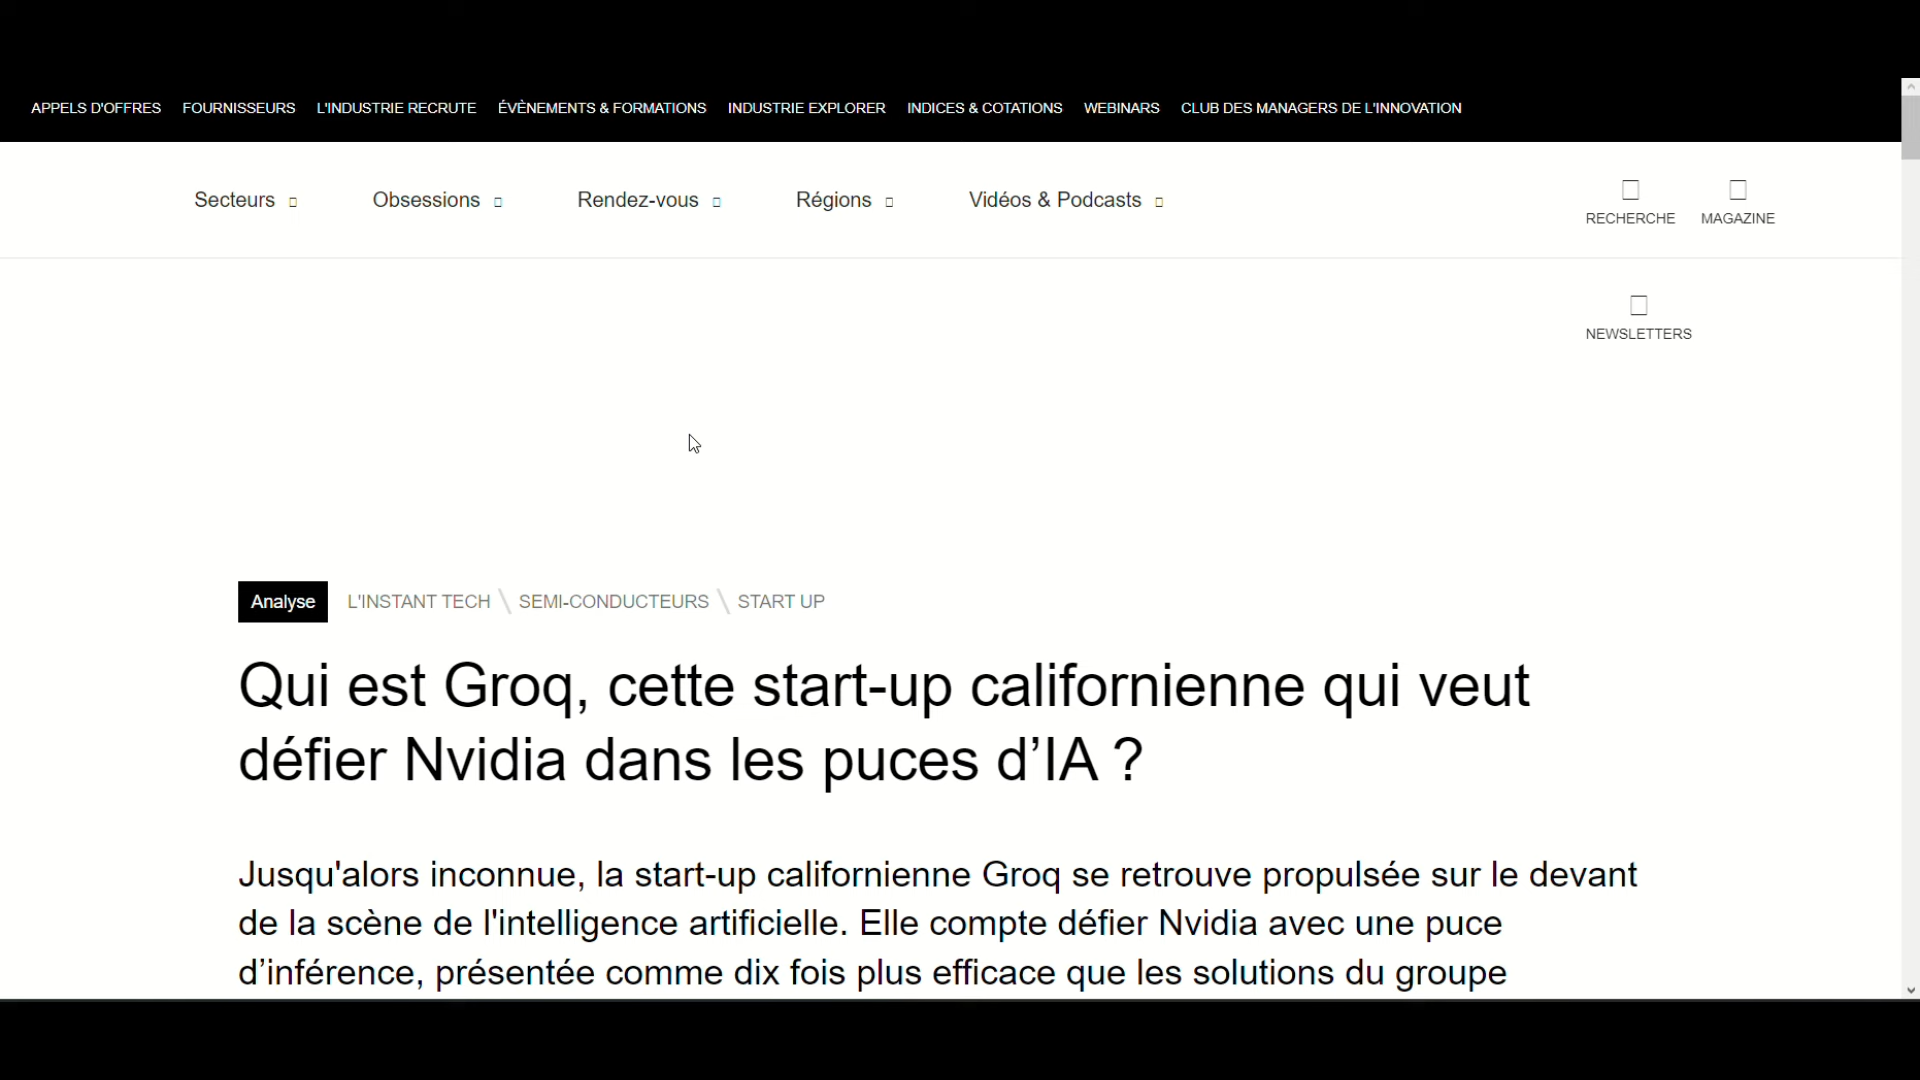 APPELS D'OFFRES FOURNISSEURS L'INDUSTRIE RECRUTE ÉVÈNEMENTS & FORMATIONS INDUSTRIE EXPLORER INDICES & COTATIONS WEBINARS CLUB DES MANAGERS DE L'INNOVATION
Secteurs Obsessions Rendez-vous Régions Vidéos & Podcasts
RECHERCHE MAGAZINE
NEWSLETTERS
Analyse L'INSTANT TECH \ SEMI-CONDUCTEURS \ START UP
Qui est Groq, cette start-up californienne qui veut
défier Nvidia dans les puces d’IA ?
Jusqu'alors inconnue, la start-up californienne Groq se retrouve propulsée sur le devant
de la scène de l'intelligence artificielle. Elle compte défier Nvidia avec une puce
d’inférence, présentée comme dix fois plus efficace que les solutions du groupe